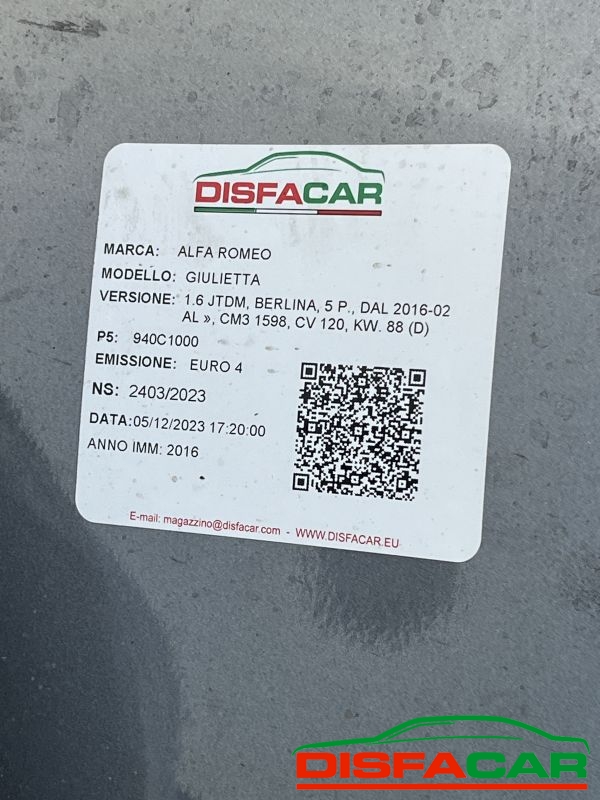 DISFACAR
MARCA: ALFA ROMEO
MODELLO: GIULIETTA
VERSIONE: 1.6 JTDM, BERLINA, 5 P., DAL 2016-02
AL », CM3 1598, CV 120, KW. 88 (D)
P5: 940C1000
EMISSIONE: EURO 4
NS: 2403/2023
DATA:05/12/2023 17:20:00
ANNO IMM: 2016
E-mail: magazzino@disfacar.com - WWW.DISFACAR.EU
DISFACAR